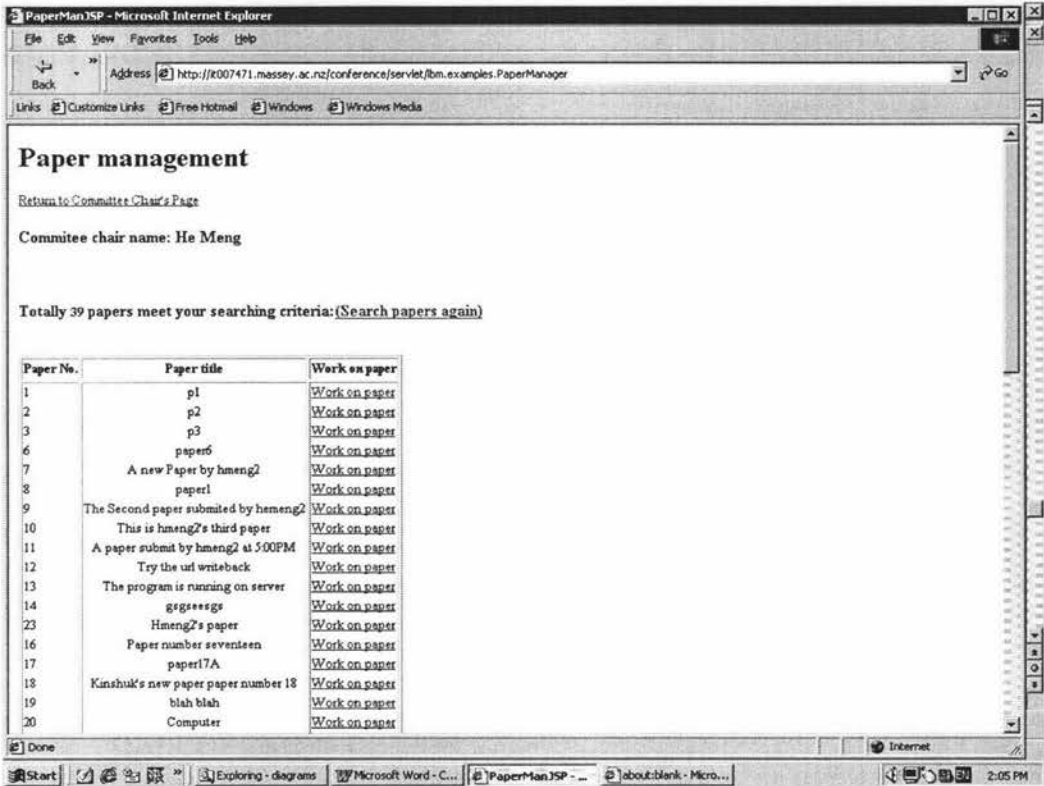 PaperManJSP - Microsoft Internet Explorer
File Edit View Favorites Tools Help
Back » Address http://it007471.massey.ac.nz/conference/servlet/ibm.examples.PaperManager Go
Links Customize Links Free Hotmail Windows Windows Media
Paper management
Return to Committee Chair's Page
Commitee chair name: He Meng
Totally 39 papers meet your searching criteria:(Search papers again)
Paper No. Paper title Work on paper
1 p1 Work on paper
2 p2 Work on paper
3 p3 Work on paper
6 paper6 Work on paper
7 A new Paper by hmeng2 Work on paper
8 paper1 Work on paper
9 The Second paper submited by hemeng2 Work on paper
10 This is hmeng2's third paper Work on paper
11 A paper submit by hmeng2 at 5:00PM Work on paper
12 Try the url writeback Work on paper
13 The program is running on server Work on paper
14 gsgseesgs Work on paper
23 Hmeng2's paper Work on paper
16 Paper number seventeen Work on paper
17 paper17A Work on paper
18 Kinshuk's new paper paper number 18 Work on paper
19 blah blah Work on paper
20 Computer Work on paper
Done Internet
Start » Exploring - diagrams Microsoft Word - C... PaperManJSP - ... about:blank - Micro... 2:05 PM